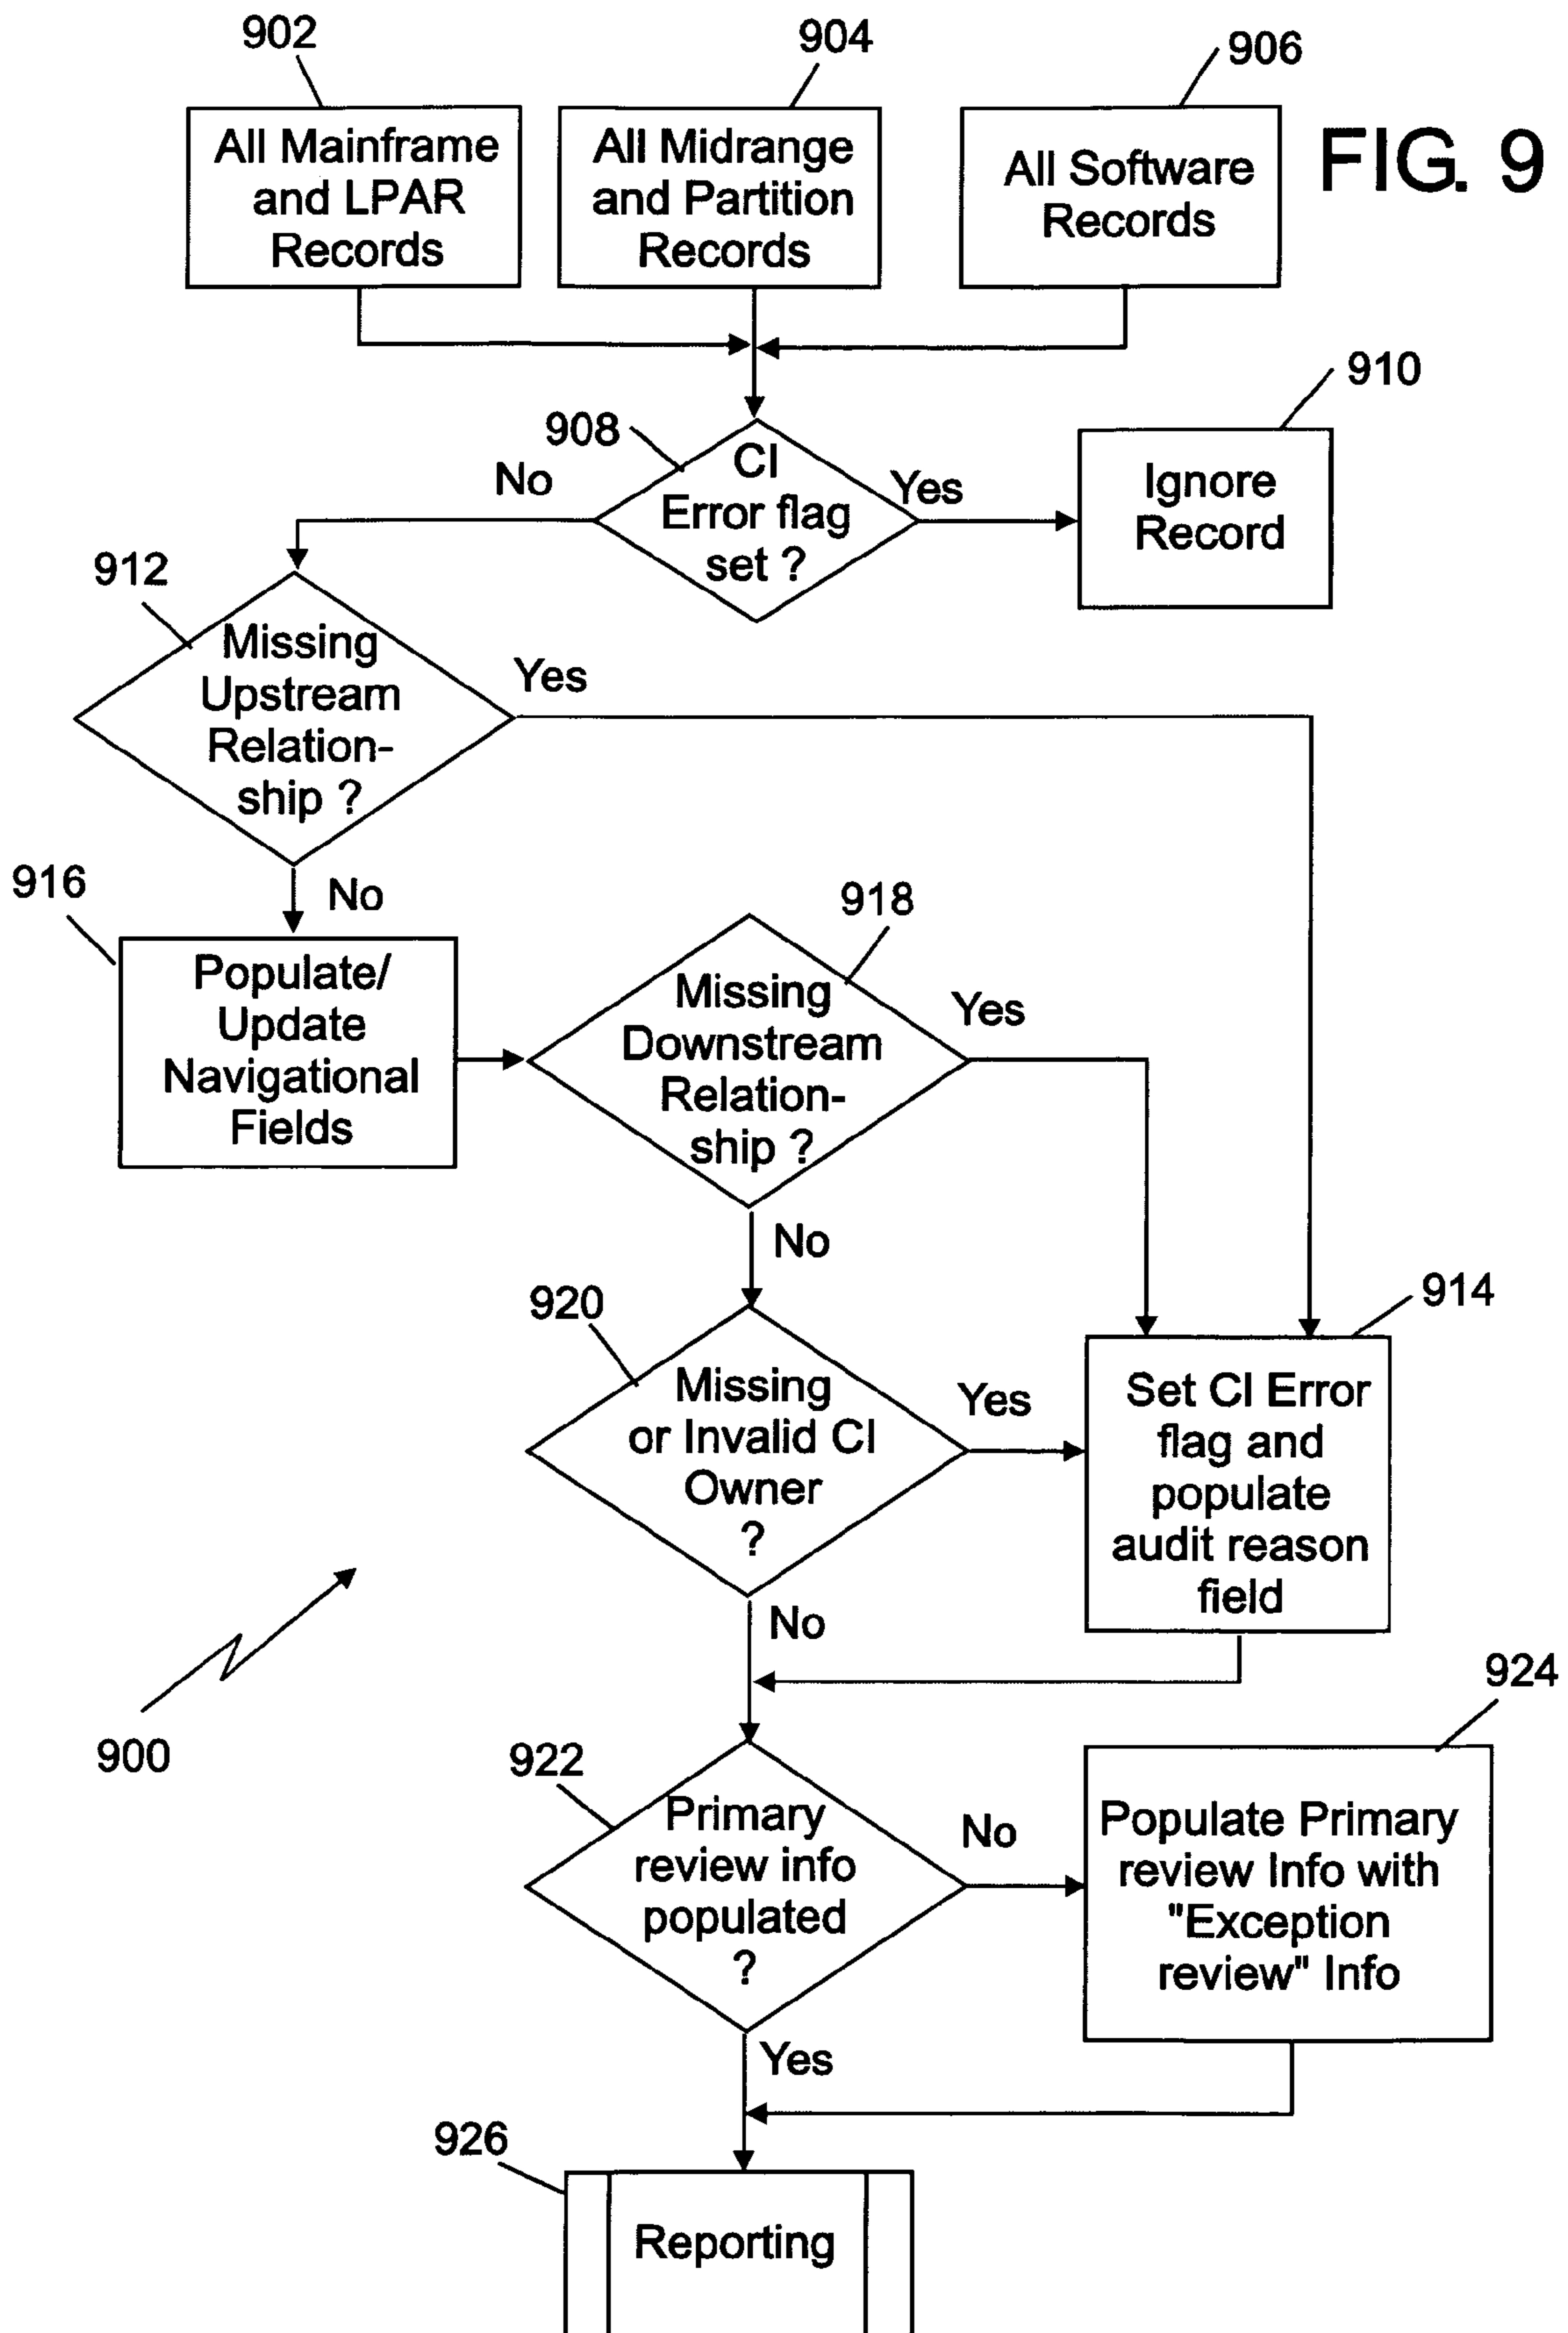 902
904
906
All Mainframe
and LPAR
Records
All Midrange
and Partition
Records
All Software
Records
FIG. 9
908
CI
Error flag
set ?
No
Yes
910
Ignore
Record
912
Missing
Upstream
Relation-
ship ?
Yes
No
916
Populate/
Update
Navigational
Fields
918
Missing
Downstream
Relation-
ship ?
Yes
No
920
Missing
or Invalid CI
Owner
?
Yes
No
914
Set CI Error
flag and
populate
audit reason
field
900
922
Primary
review info
populated
?
No
Yes
924
Populate Primary
review Info with
"Exception
review" Info
926
Reporting